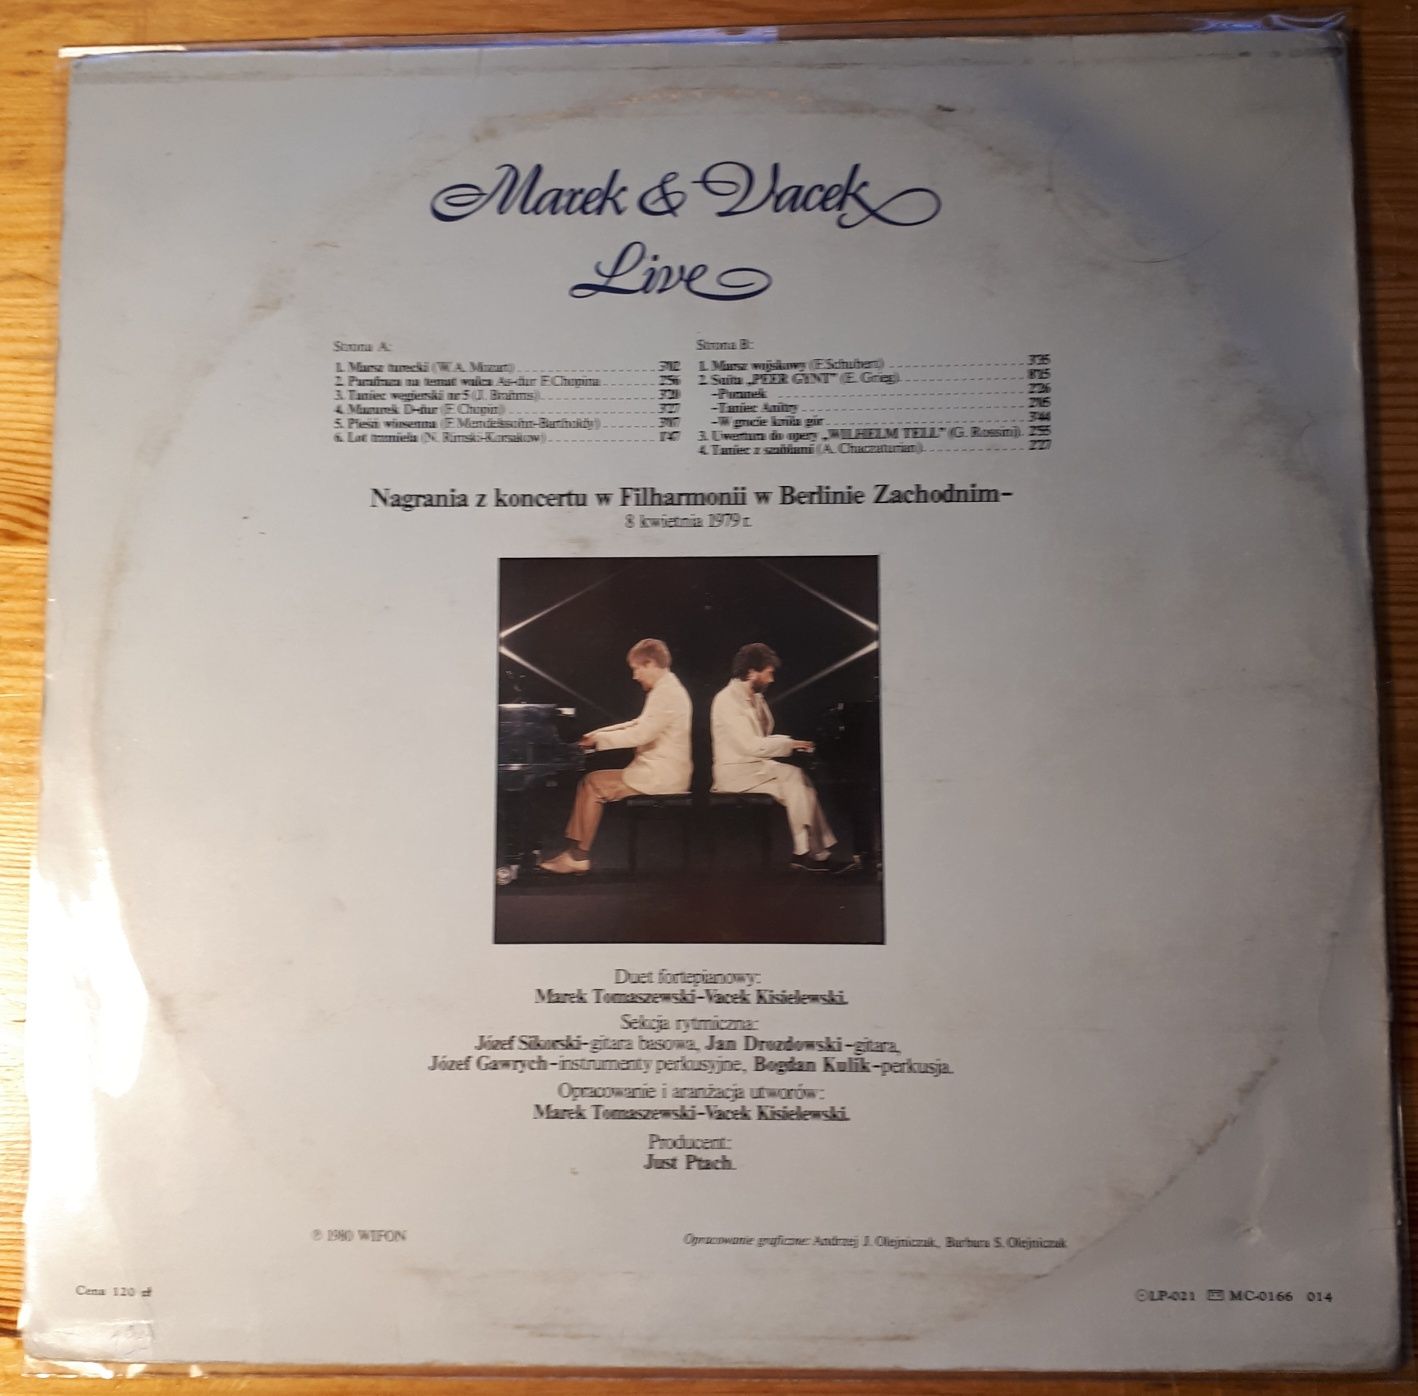 Marek & Vacek
Live
Strona A:
1. Marsz turecki (W. A. Mozart) 3'02
2. Parafraza na temat walca As-dur F. Chopina 2'56
3. Taniec węgierski nr 5 (J. Brahms) 3'20
4. Mazurek D-dur (F. Chopin) 3'27
5. Pieśń wiosenna (F. Mendelssohn-Bartholdy) 3'07
6. Lot trzmiela (N. Rimski-Korsakow) 1'47
Strona B:
1. Marsz wojskowy (F. Schubert) 3'35
2. Suita „PEER GYNT" (E. Grieg) 8'15
-Poranek 2'26
-Taniec Anitry 2'05
-W grocie króla gór 3'44
3. Uwertura do opery „WILHELM TELL" (G. Rossini) 2'55
4. Taniec z szablami (A. Chaczaturian) 2'27
Nagrania z koncertu w Filharmonii w Berlinie Zachodnim-
8 kwietnia 1979 r.
Duet fortepianowy:
Marek Tomaszewski-Vacek Kisielewski.
Sekcja rytmiczna:
Józef Sikorski-gitara basowa, Jan Drozdowski-gitara,
Józef Gawrych-instrumenty perkusyjne, Bogdan Kulik-perkusja.
Opracowanie i aranżacja utworów:
Marek Tomaszewski-Vacek Kisielewski.
Producent:
Just Ptach.
℗ 1980 WIFON
Opracowanie graficzne: Andrzej J. Olejniczak, Barbara S. Olejniczak
Cena 120 zł
LP-021 MC-0166 014